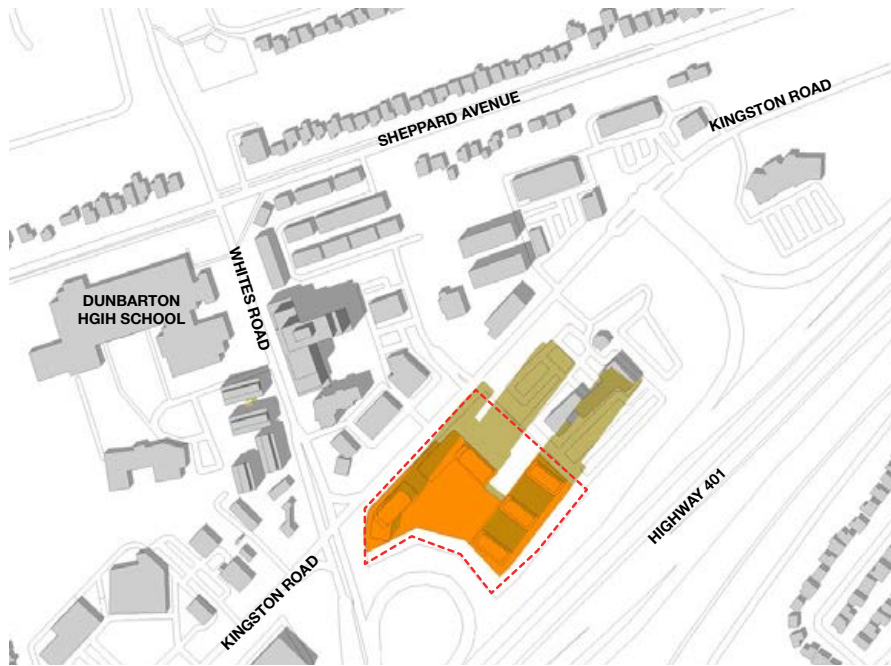 SHEPPARD AVENUE
KINGSTON ROAD
WHITES ROAD
DUNBARTON
HGIH SCHOOL
HIGHWAY 401
KINGSTON ROAD